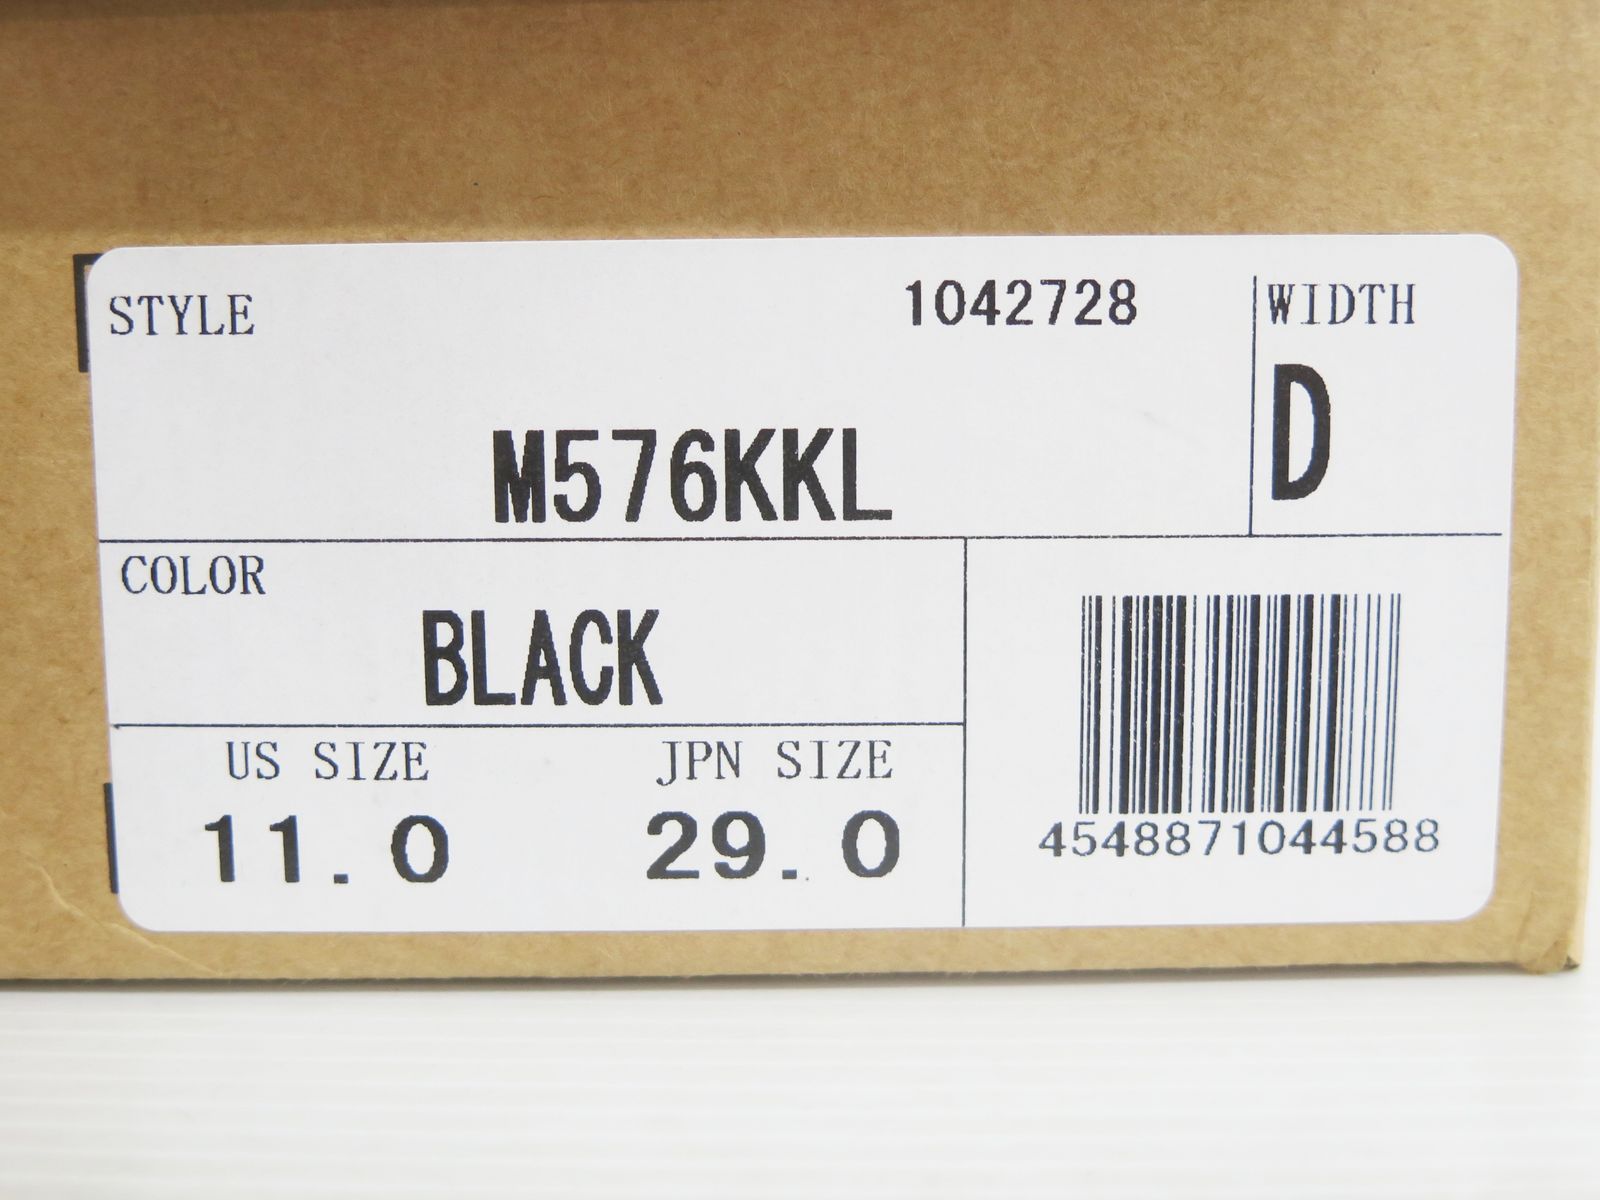 STYLE
1042728
WIDTH
D
M576KKL
COLOR
BLACK
US SIZE
JPN SIZE
11.0
29.0
4548871044588